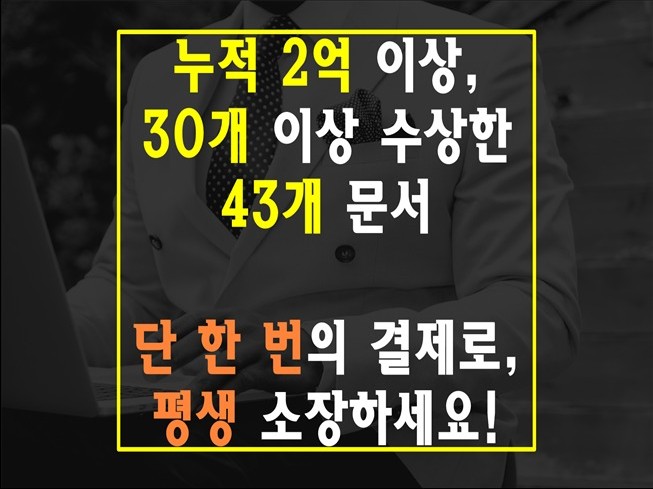 누적 2억 이상,
30개 이상 수상한
43개 문서
단 한 번의 결제로,
평생 소장하세요!